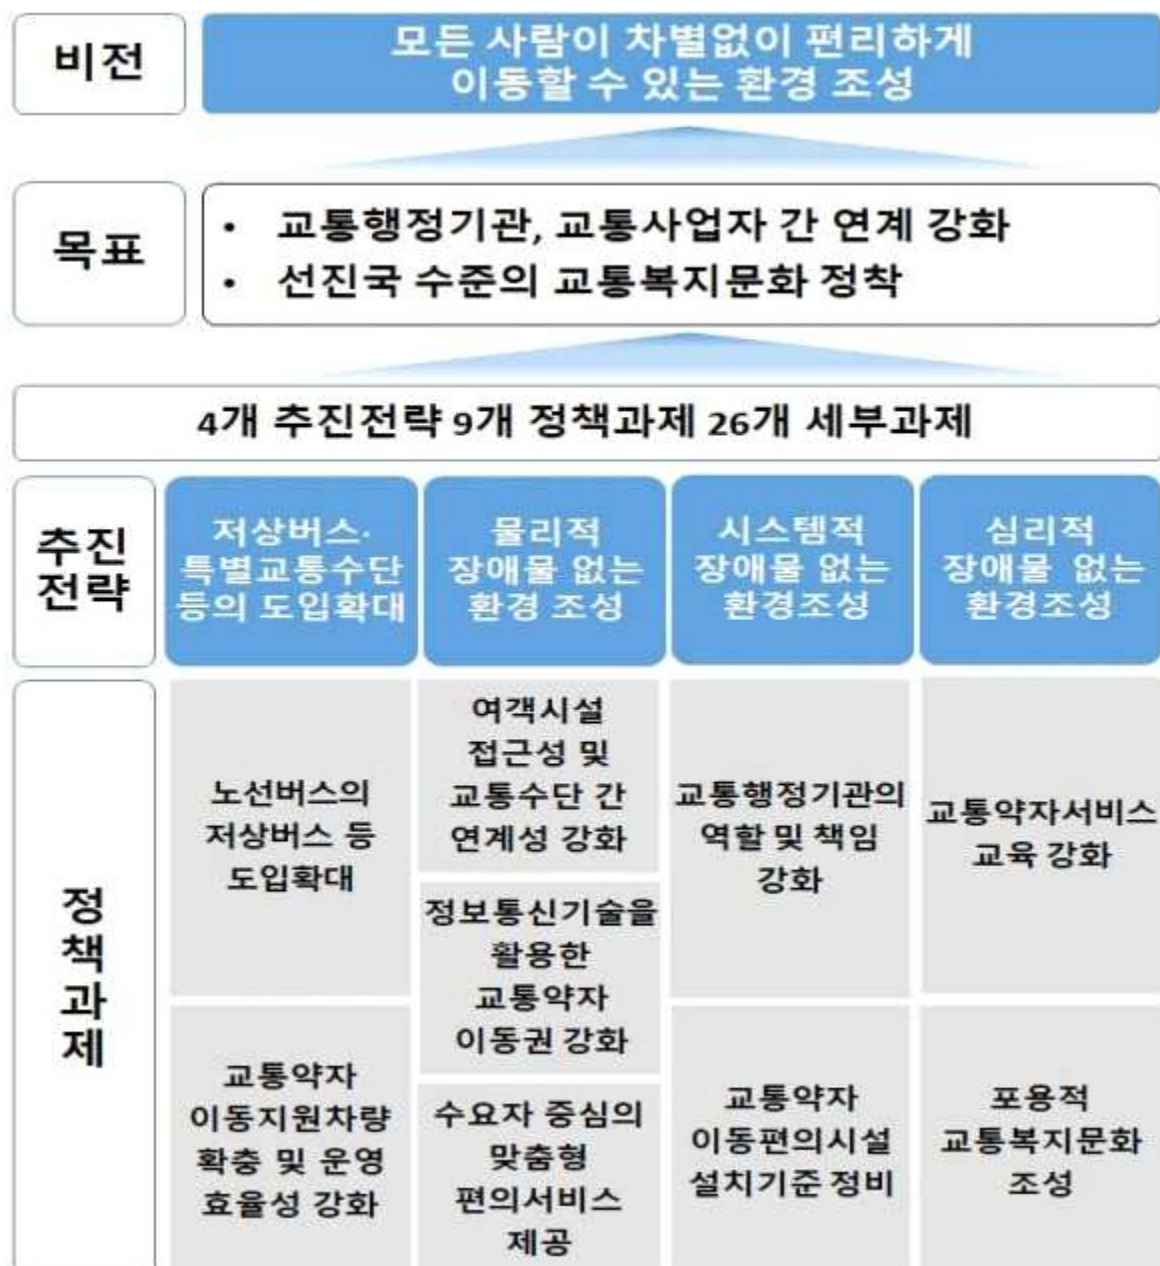 비전
모든 사람이 차별없이 편리하게
이동할 수 있는 환경 조성
목표
• 교통행정기관, 교통사업자 간 연계 강화
• 선진국 수준의 교통복지문화 정착
4개 추진전략 9개 정책과제 26개 세부과제
추진
전략
저상버스·
특별교통수단
등의 도입확대
물리적
장애물 없는
환경 조성
시스템적
장애물 없는
환경조성
심리적
장애물 없는
환경조성
정
책
과
제
노선버스의
저상버스 등
도입확대
교통약자
이동지원차량
확충 및 운영
효율성 강화
여객시설
접근성 및
교통수단 간
연계성 강화
정보통신기술을
활용한
교통약자
이동권 강화
수요자 중심의
맞춤형
편의서비스
제공
교통행정기관의
역할 및 책임
강화
교통약자
이동편의시설
설치기준 정비
교통약자서비스
교육 강화
포용적
교통복지문화
조성